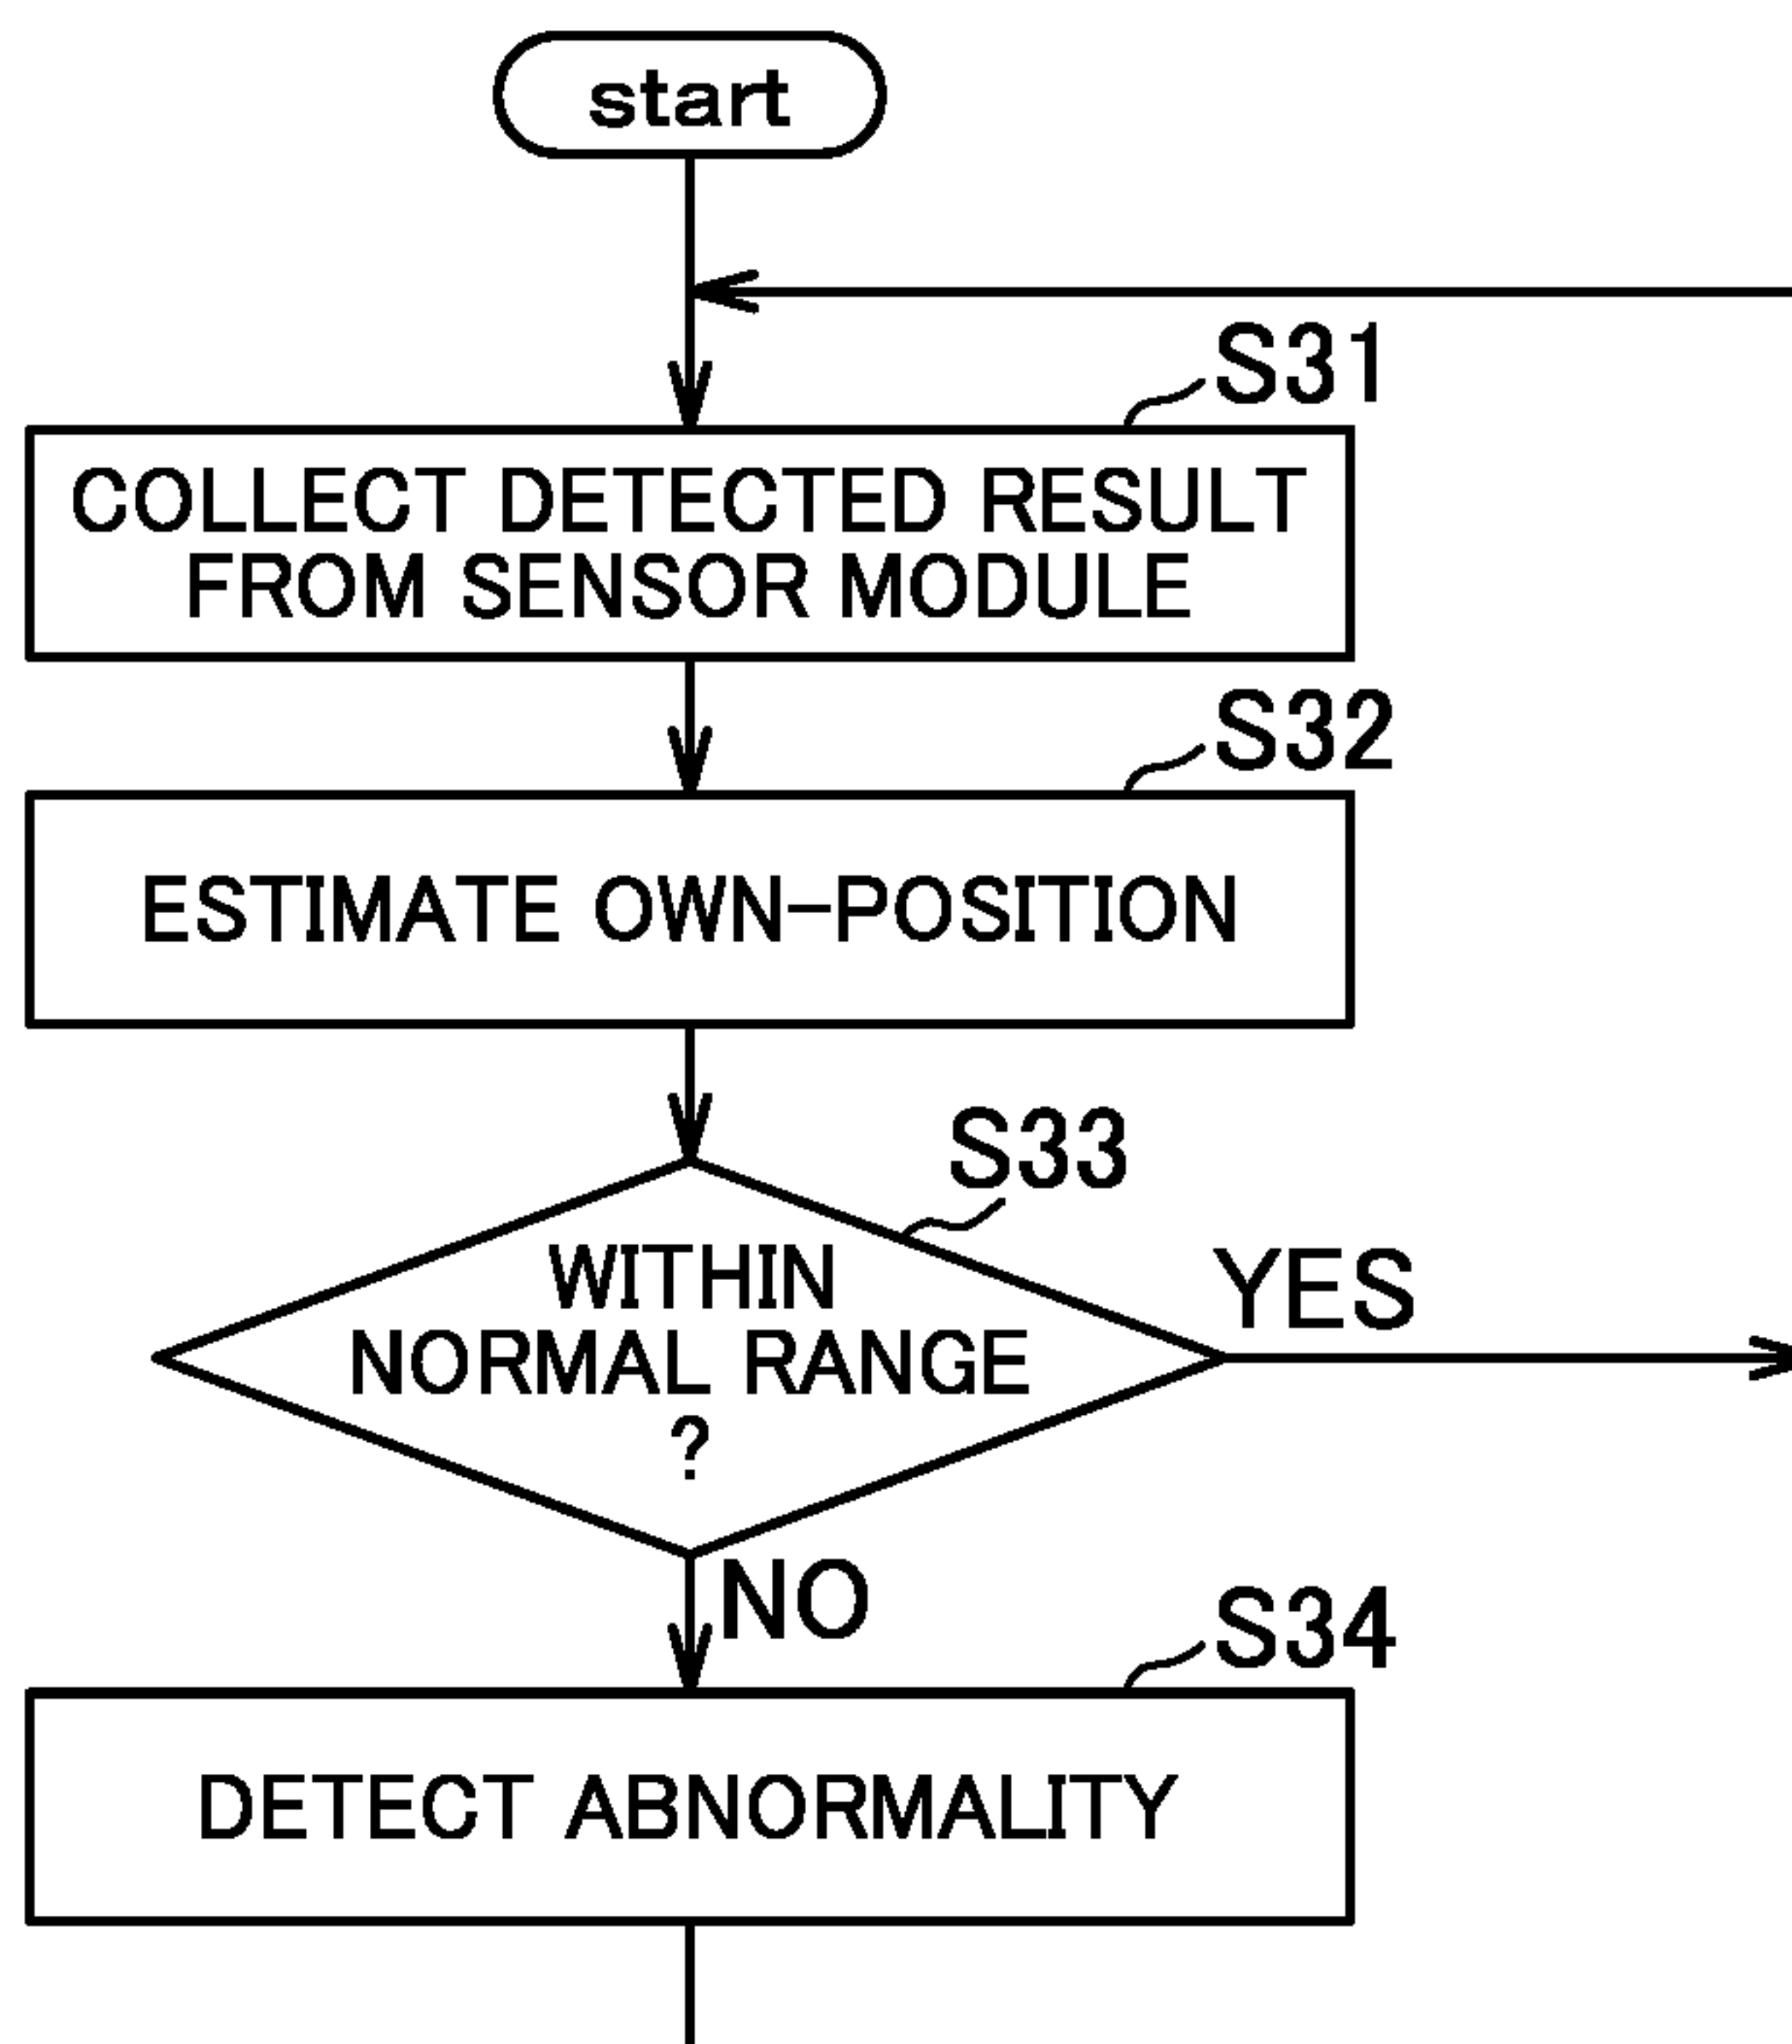 start
S31
COLLECT DETECTED RESULT
FROM SENSOR MODULE
S32
ESTIMATE OWN-POSITION
S33
WITHIN
NORMAL RANGE
?
YES
NO
S34
DETECT ABNORMALITY